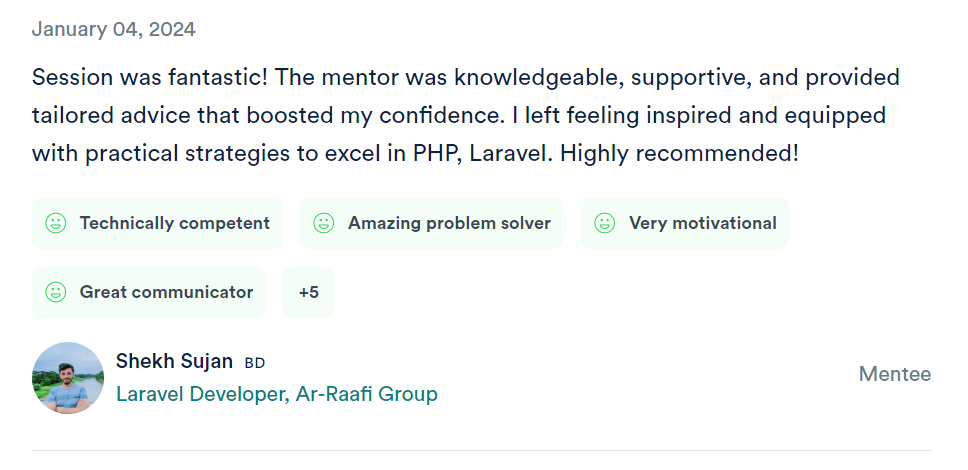 January 04, 2024
Session was fantastic! The mentor was knowledgeable, supportive, and provided
tailored advice that boosted my confidence. I left feeling inspired and equipped
with practical strategies to excel in PHP, Laravel. Highly recommended!
Technically competent
Amazing problem solver
Very motivational
Great communicator
+5
Shekh Sujan BD
Laravel Developer, Ar-Raafi Group
Mentee